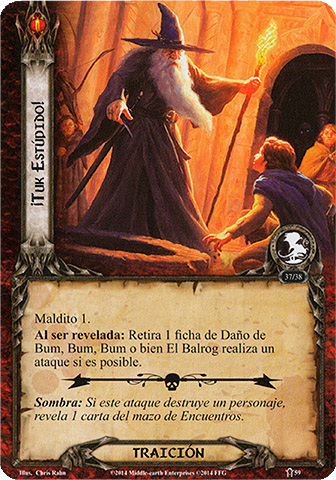 ¡Tuk Estúpido!
37/38
Maldito 1.
Al ser revelada: Retira 1 ficha de Daño de
Bum, Bum, Bum o bien El Balrog realiza un
ataque si es posible.
Sombra: Si este ataque destruye un personaje,
revela 1 carta del mazo de Encuentros.
TRAICIÓN
Illus. Chris Rahn
©2014 Middle-earth Enterprises ©2014 FFG
59